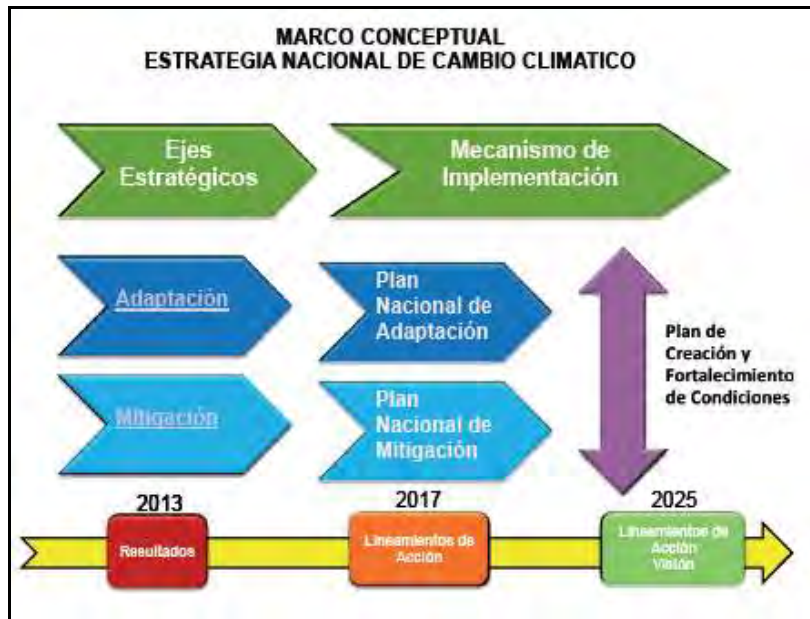 MARCO CONCEPTUAL
ESTRATEGIA NACIONAL DE CAMBIO CLIMATICO
Ejes
Estratégicos
Mecanismo de
Implementación
Adaptación
Plan
Nacional de
Adaptación
Plan de
Creación y
Fortalecimiento
de Condiciones
Mitigación
Plan
Nacional de
Mitigación
2013
2017
2025
Resultados
Lineamientos de
Acción
Lineamientos de
Acción
Visión